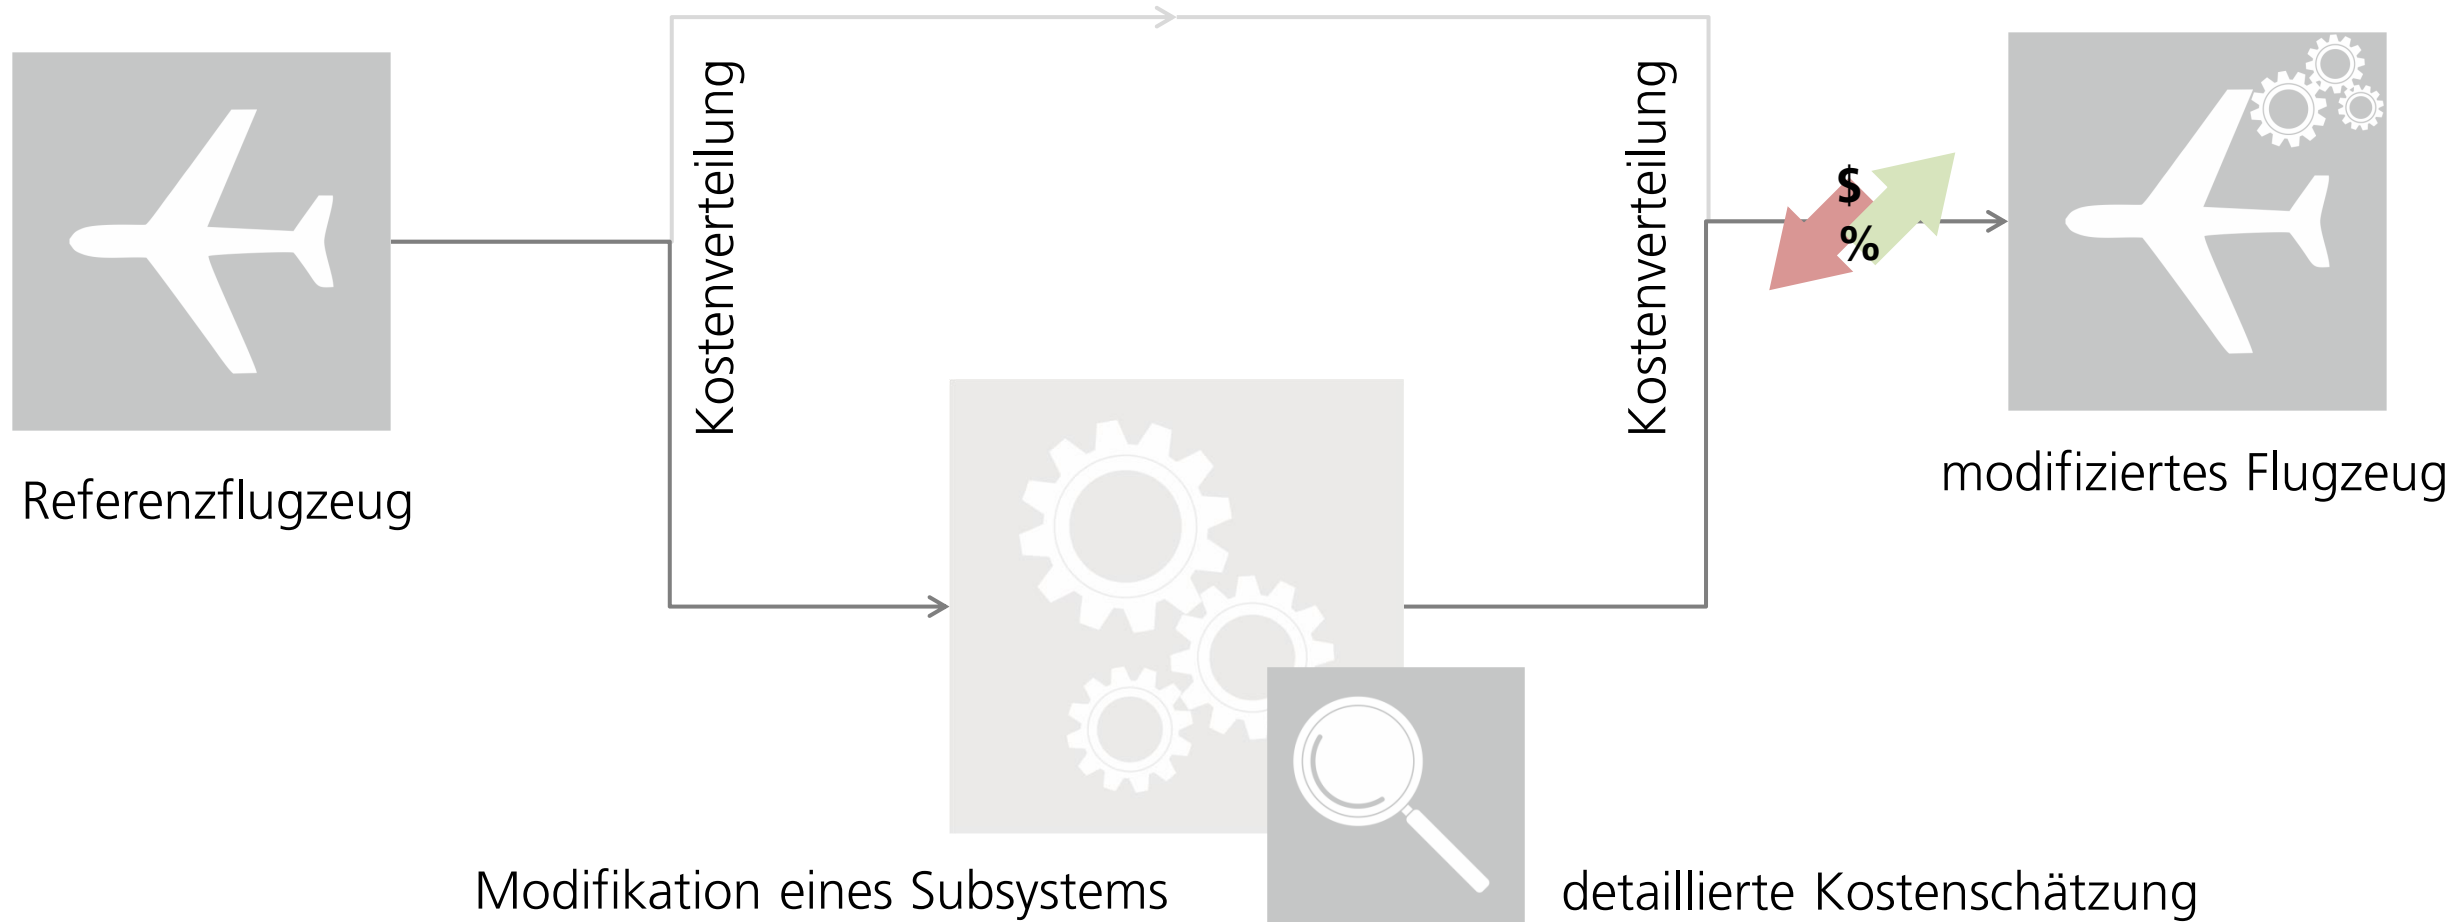 Kostenverteilung
Kostenverteilung
$
%
Referenzflugzeug
modifiziertes Flugzeug
Modifikation eines Subsystems
detaillierte Kostenschätzung